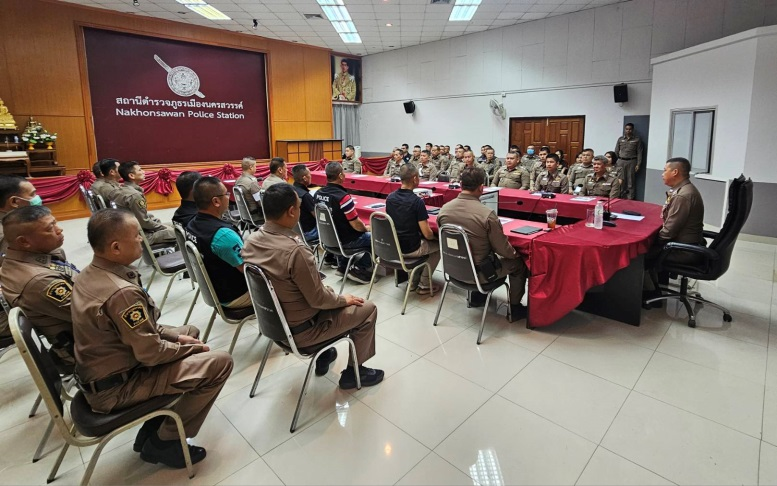 สถานีตำรวจภูธรเมืองนครสวรรค์
Nakhonsawan Police Station
POLICE